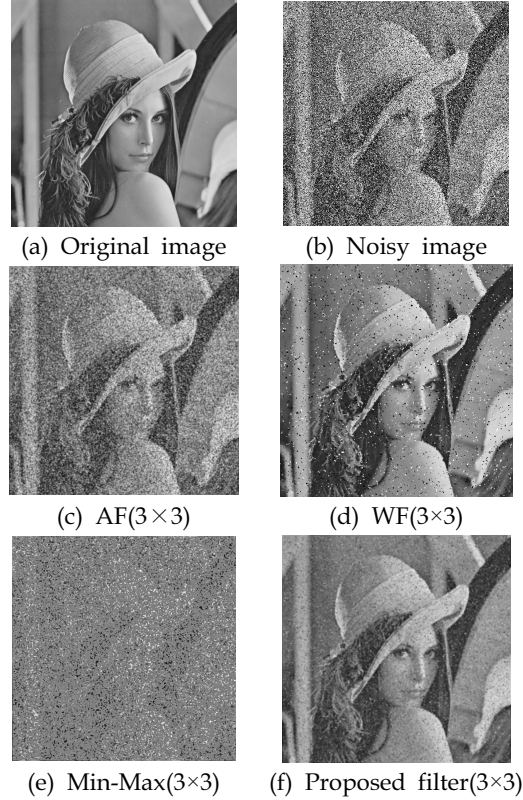 (a) Original image
(b) Noisy image
(c) AF(3×3)
(d) WF(3×3)
(e) Min-Max(3×3)
(f) Proposed filter(3×3)